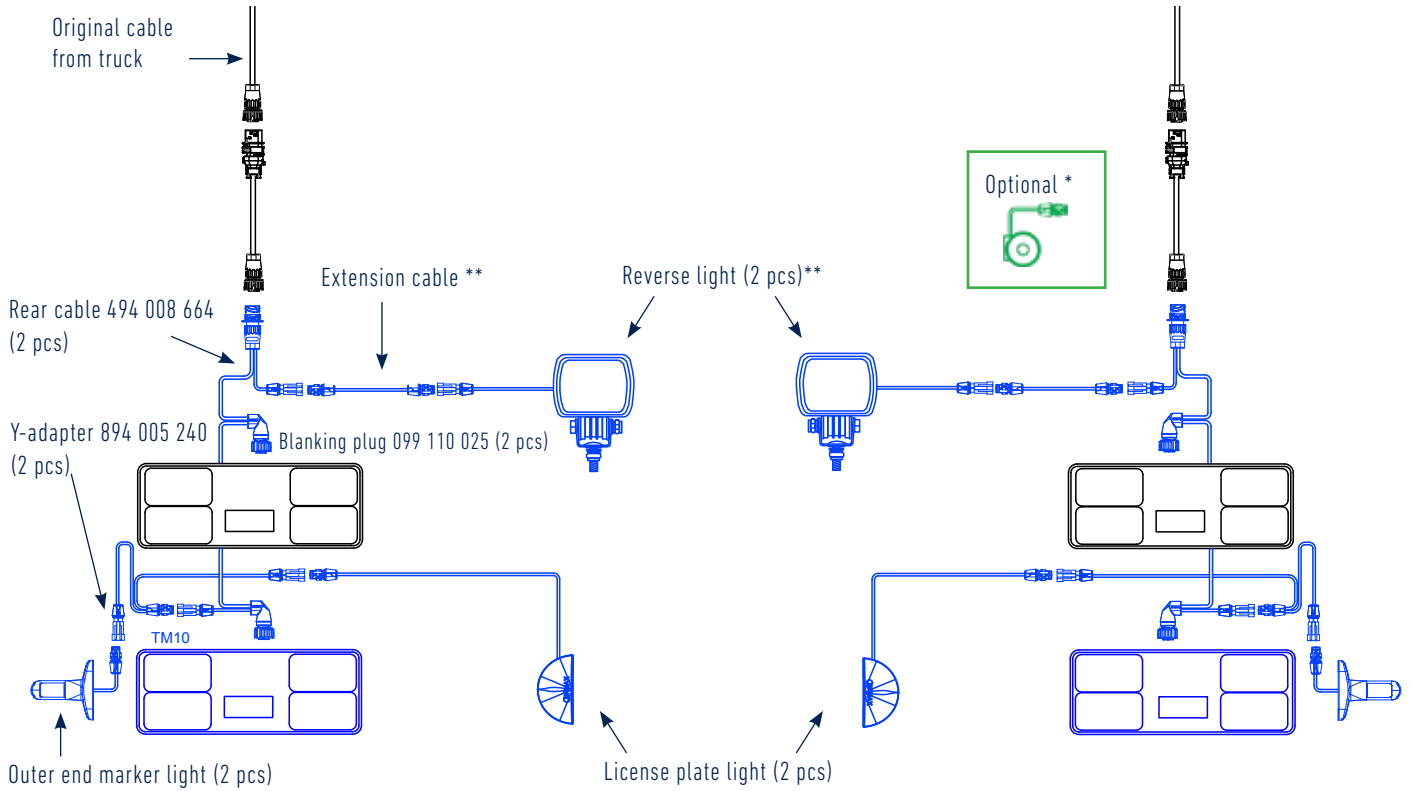 Original cable
from truck
Optional *
Extension cable **
Reverse light (2 pcs)**
Rear cable 494 008 664
(2 pcs)
Y-adapter 894 005 240
(2 pcs)
Blanking plug 099 110 025 (2 pcs)
TM10
Outer end marker light (2 pcs)
License plate light (2 pcs)